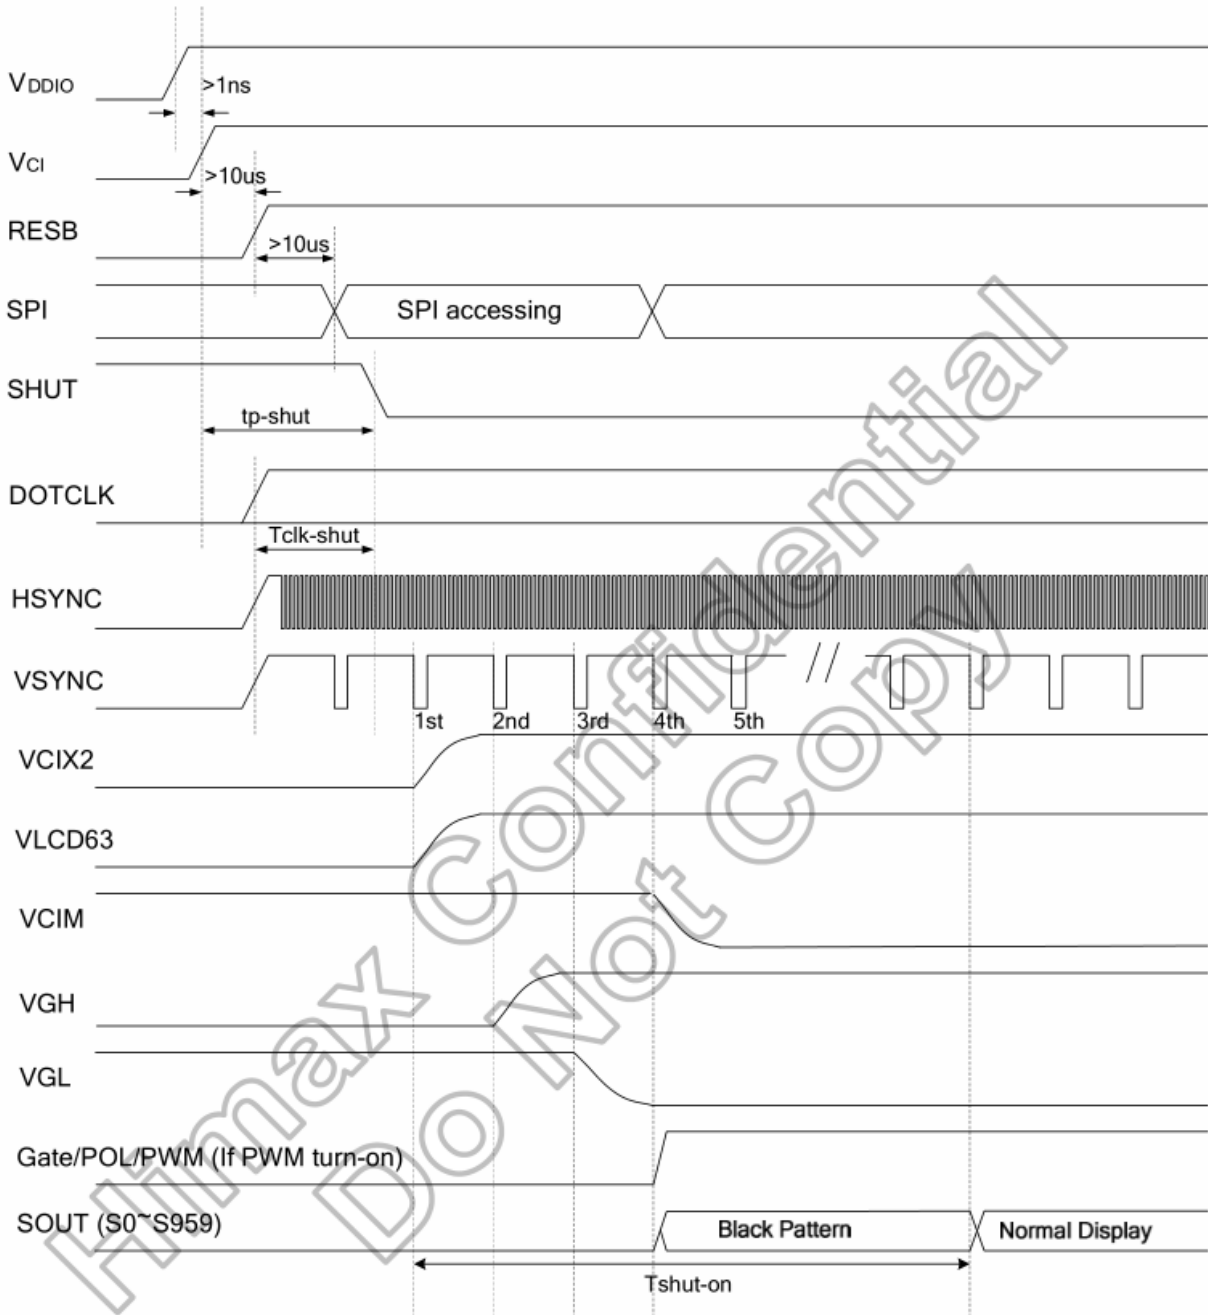 VDDIO
>1ns
VCI
>10us
RESB
>10us
SPI
SPI accessing
SHUT
tp-shut
DOTCLK
Tclk-shut
HSYNC
VSYNC
//
1st 2nd 3rd 4th 5th
VCIX2
VLCD63
VCIM
VGH
VGL
Gate/POL/PWM (If PWM turn-on)
SOUT (S0~S959)
Black Pattern
Normal Display
Tshut-on
Himax Confidential
Do Not Copy